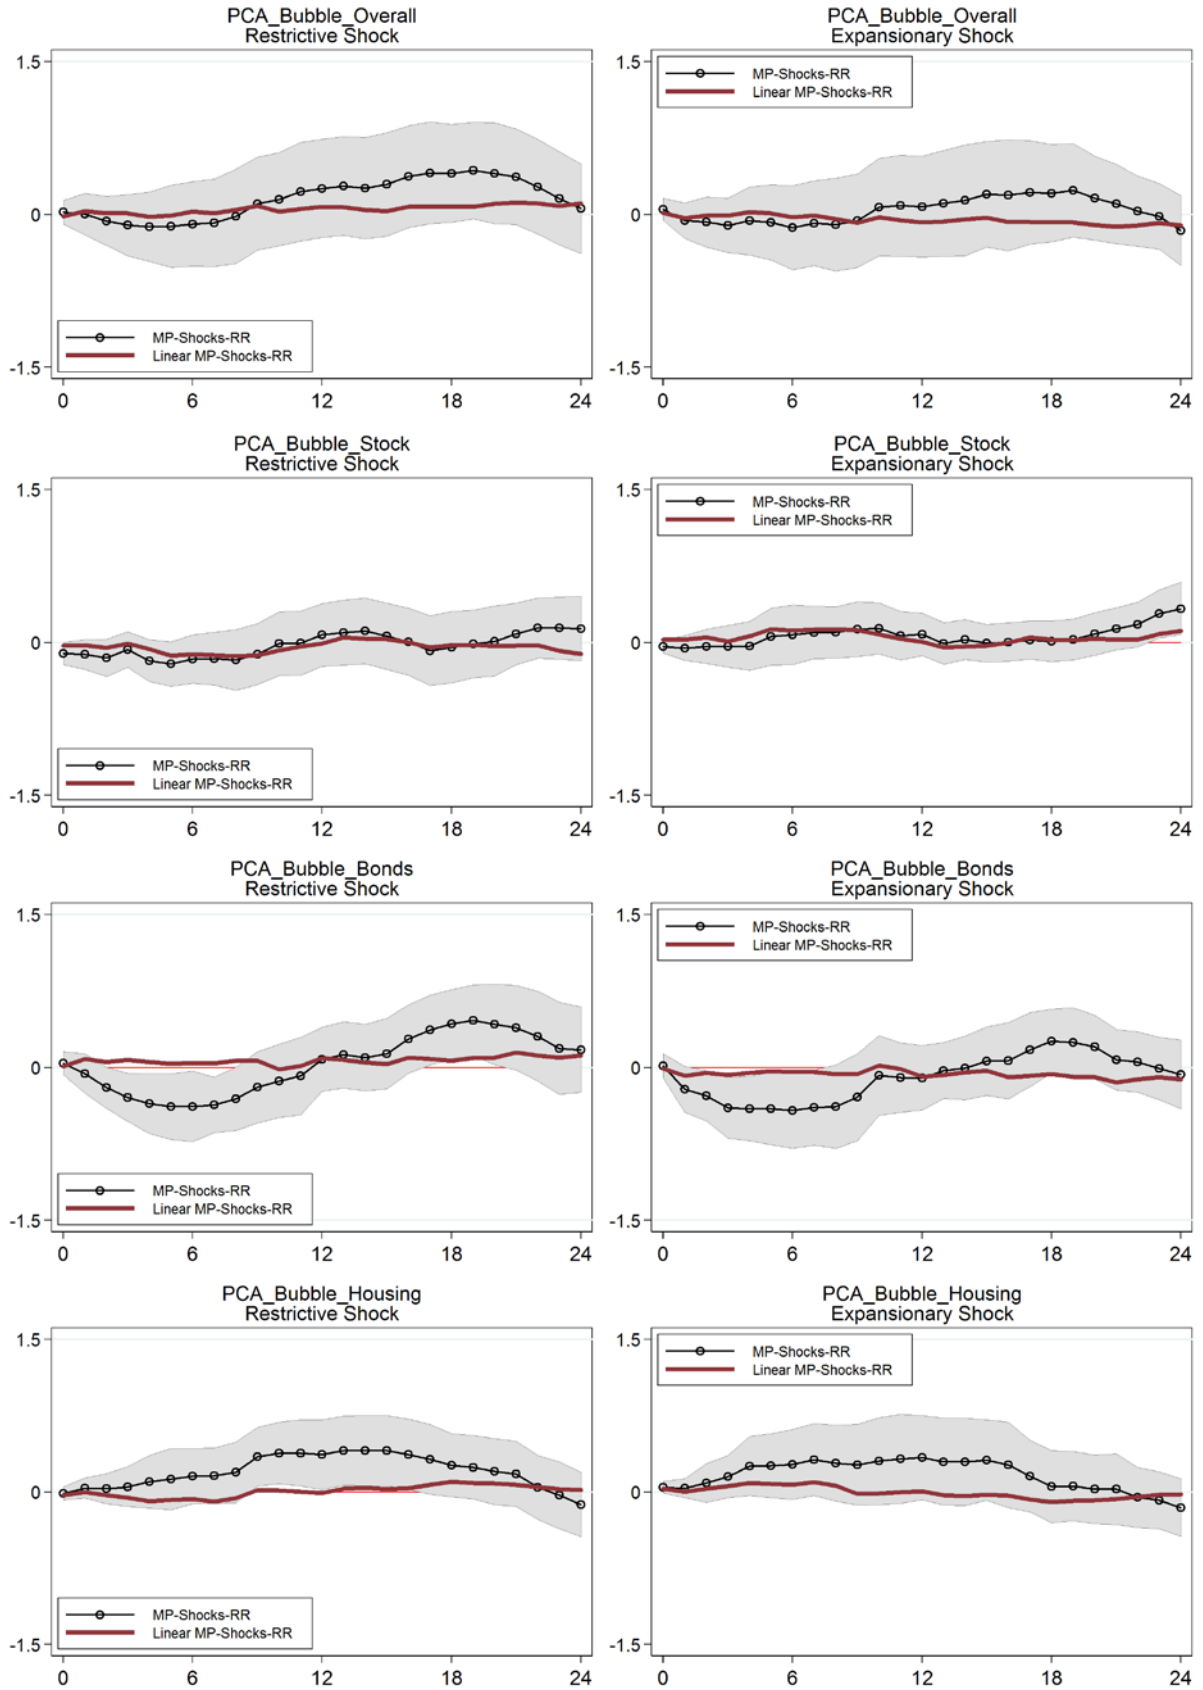 PCA_Bubble_Overall
Restrictive Shock
1.5
0
-1.5
MP-Shocks-RR
Linear MP-Shocks-RR
0 6 12 18 24
PCA_Bubble_Overall
Expansionary Shock
1.5
0
-1.5
MP-Shocks-RR
Linear MP-Shocks-RR
0 6 12 18 24
PCA_Bubble_Stock
Restrictive Shock
1.5
0
-1.5
MP-Shocks-RR
Linear MP-Shocks-RR
0 6 12 18 24
PCA_Bubble_Stock
Expansionary Shock
1.5
0
-1.5
MP-Shocks-RR
Linear MP-Shocks-RR
0 6 12 18 24
PCA_Bubble_Bonds
Restrictive Shock
1.5
0
-1.5
MP-Shocks-RR
Linear MP-Shocks-RR
0 6 12 18 24
PCA_Bubble_Bonds
Expansionary Shock
1.5
0
-1.5
MP-Shocks-RR
Linear MP-Shocks-RR
0 6 12 18 24
PCA_Bubble_Housing
Restrictive Shock
1.5
0
-1.5
MP-Shocks-RR
Linear MP-Shocks-RR
0 6 12 18 24
PCA_Bubble_Housing
Expansionary Shock
1.5
0
-1.5
MP-Shocks-RR
Linear MP-Shocks-RR
0 6 12 18 24